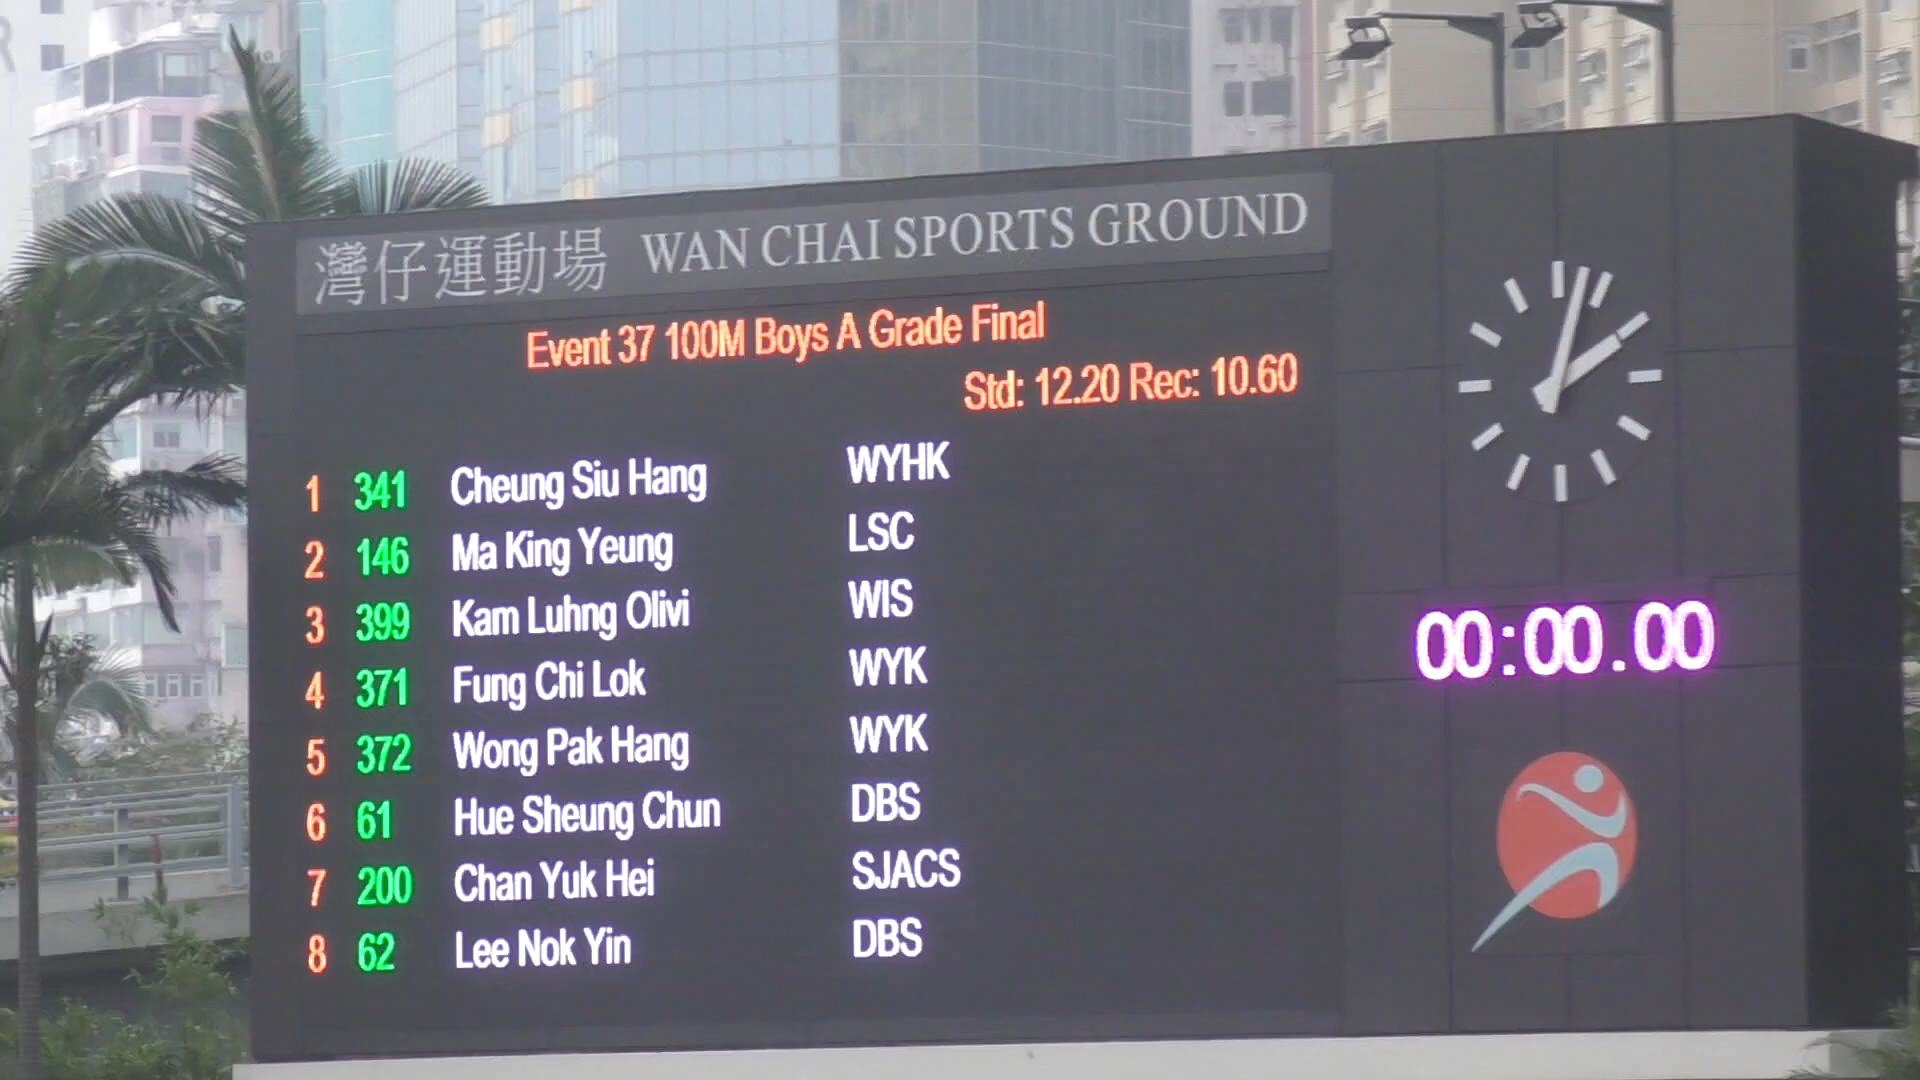 灣仔運動場 WAN CHAI SPORTS GROUND
Event 37 100M Boys A Grade Final
Std: 12.20 Rec: 10.60
1 341 Cheung Siu Hang WYHK
2 146 Ma King Yeung LSC
3 399 Kam Luhng Olivi WIS
4 371 Fung Chi Lok WYK
5 372 Wong Pak Hang WYK
6 61 Hue Sheung Chun DBS
7 200 Chan Yuk Hei SJACS
8 62 Lee Nok Yin DBS
00:00.00